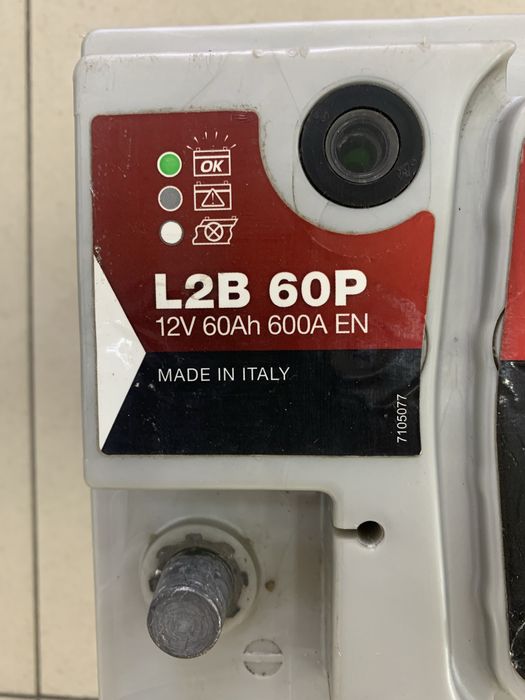 OK
L2B 60P
12V 60Ah 600A EN
MADE IN ITALY
7105077